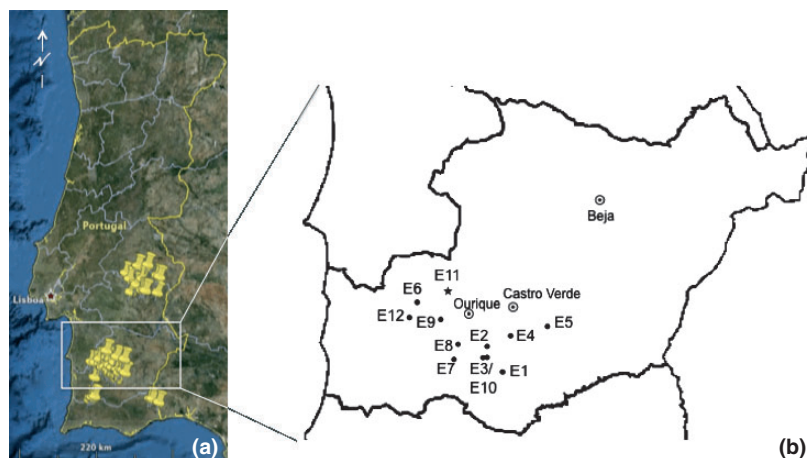 N
Portugal
Lisboa
220 km
(a)
Beja
E11
E6
Ourique
Castro Verde
E12
E9
E2
E5
E4
E8
E7
E3/
E10
E1
(b)